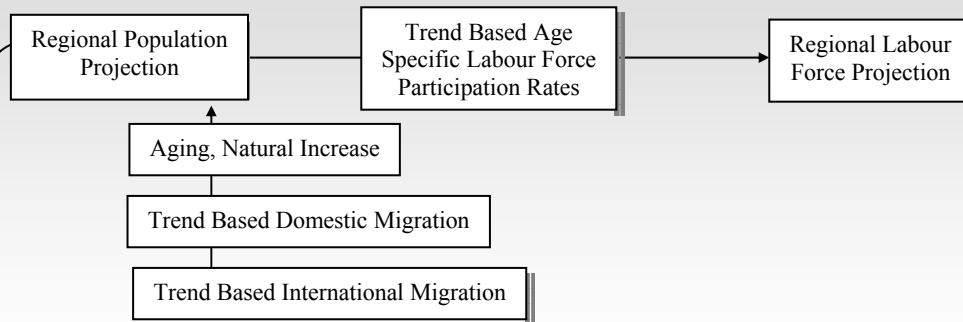 Regional Population
Projection
Trend Based Age
Specific Labour Force
Participation Rates
Regional Labour
Force Projection
Aging, Natural Increase
Trend Based Domestic Migration
Trend Based International Migration